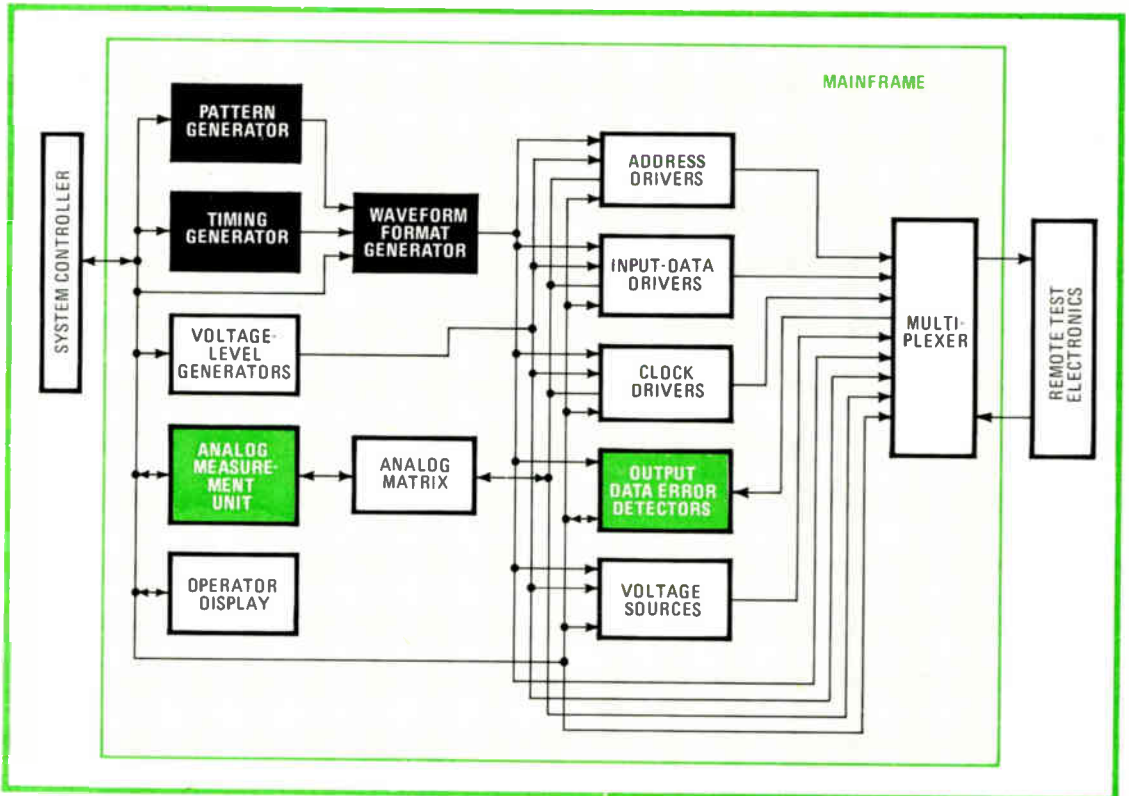 MAINFRAME
SYSTEM CONTROLLER
PATTERN
GENERATOR
TIMING
GENERATOR
WAVEFORM
FORMAT
GENERATOR
VOLTAGE-
LEVEL
GENERATORS
ANALOG
MEASURE-
MENT
UNIT
ANALOG
MATRIX
OPERATOR
DISPLAY
ADDRESS
DRIVERS
INPUT-DATA
DRIVERS
CLOCK
DRIVERS
OUTPUT
DATA ERROR
DETECTORS
VOLTAGE
SOURCES
MULTI-
PLEXER
REMOTE TEST
ELECTRONICS